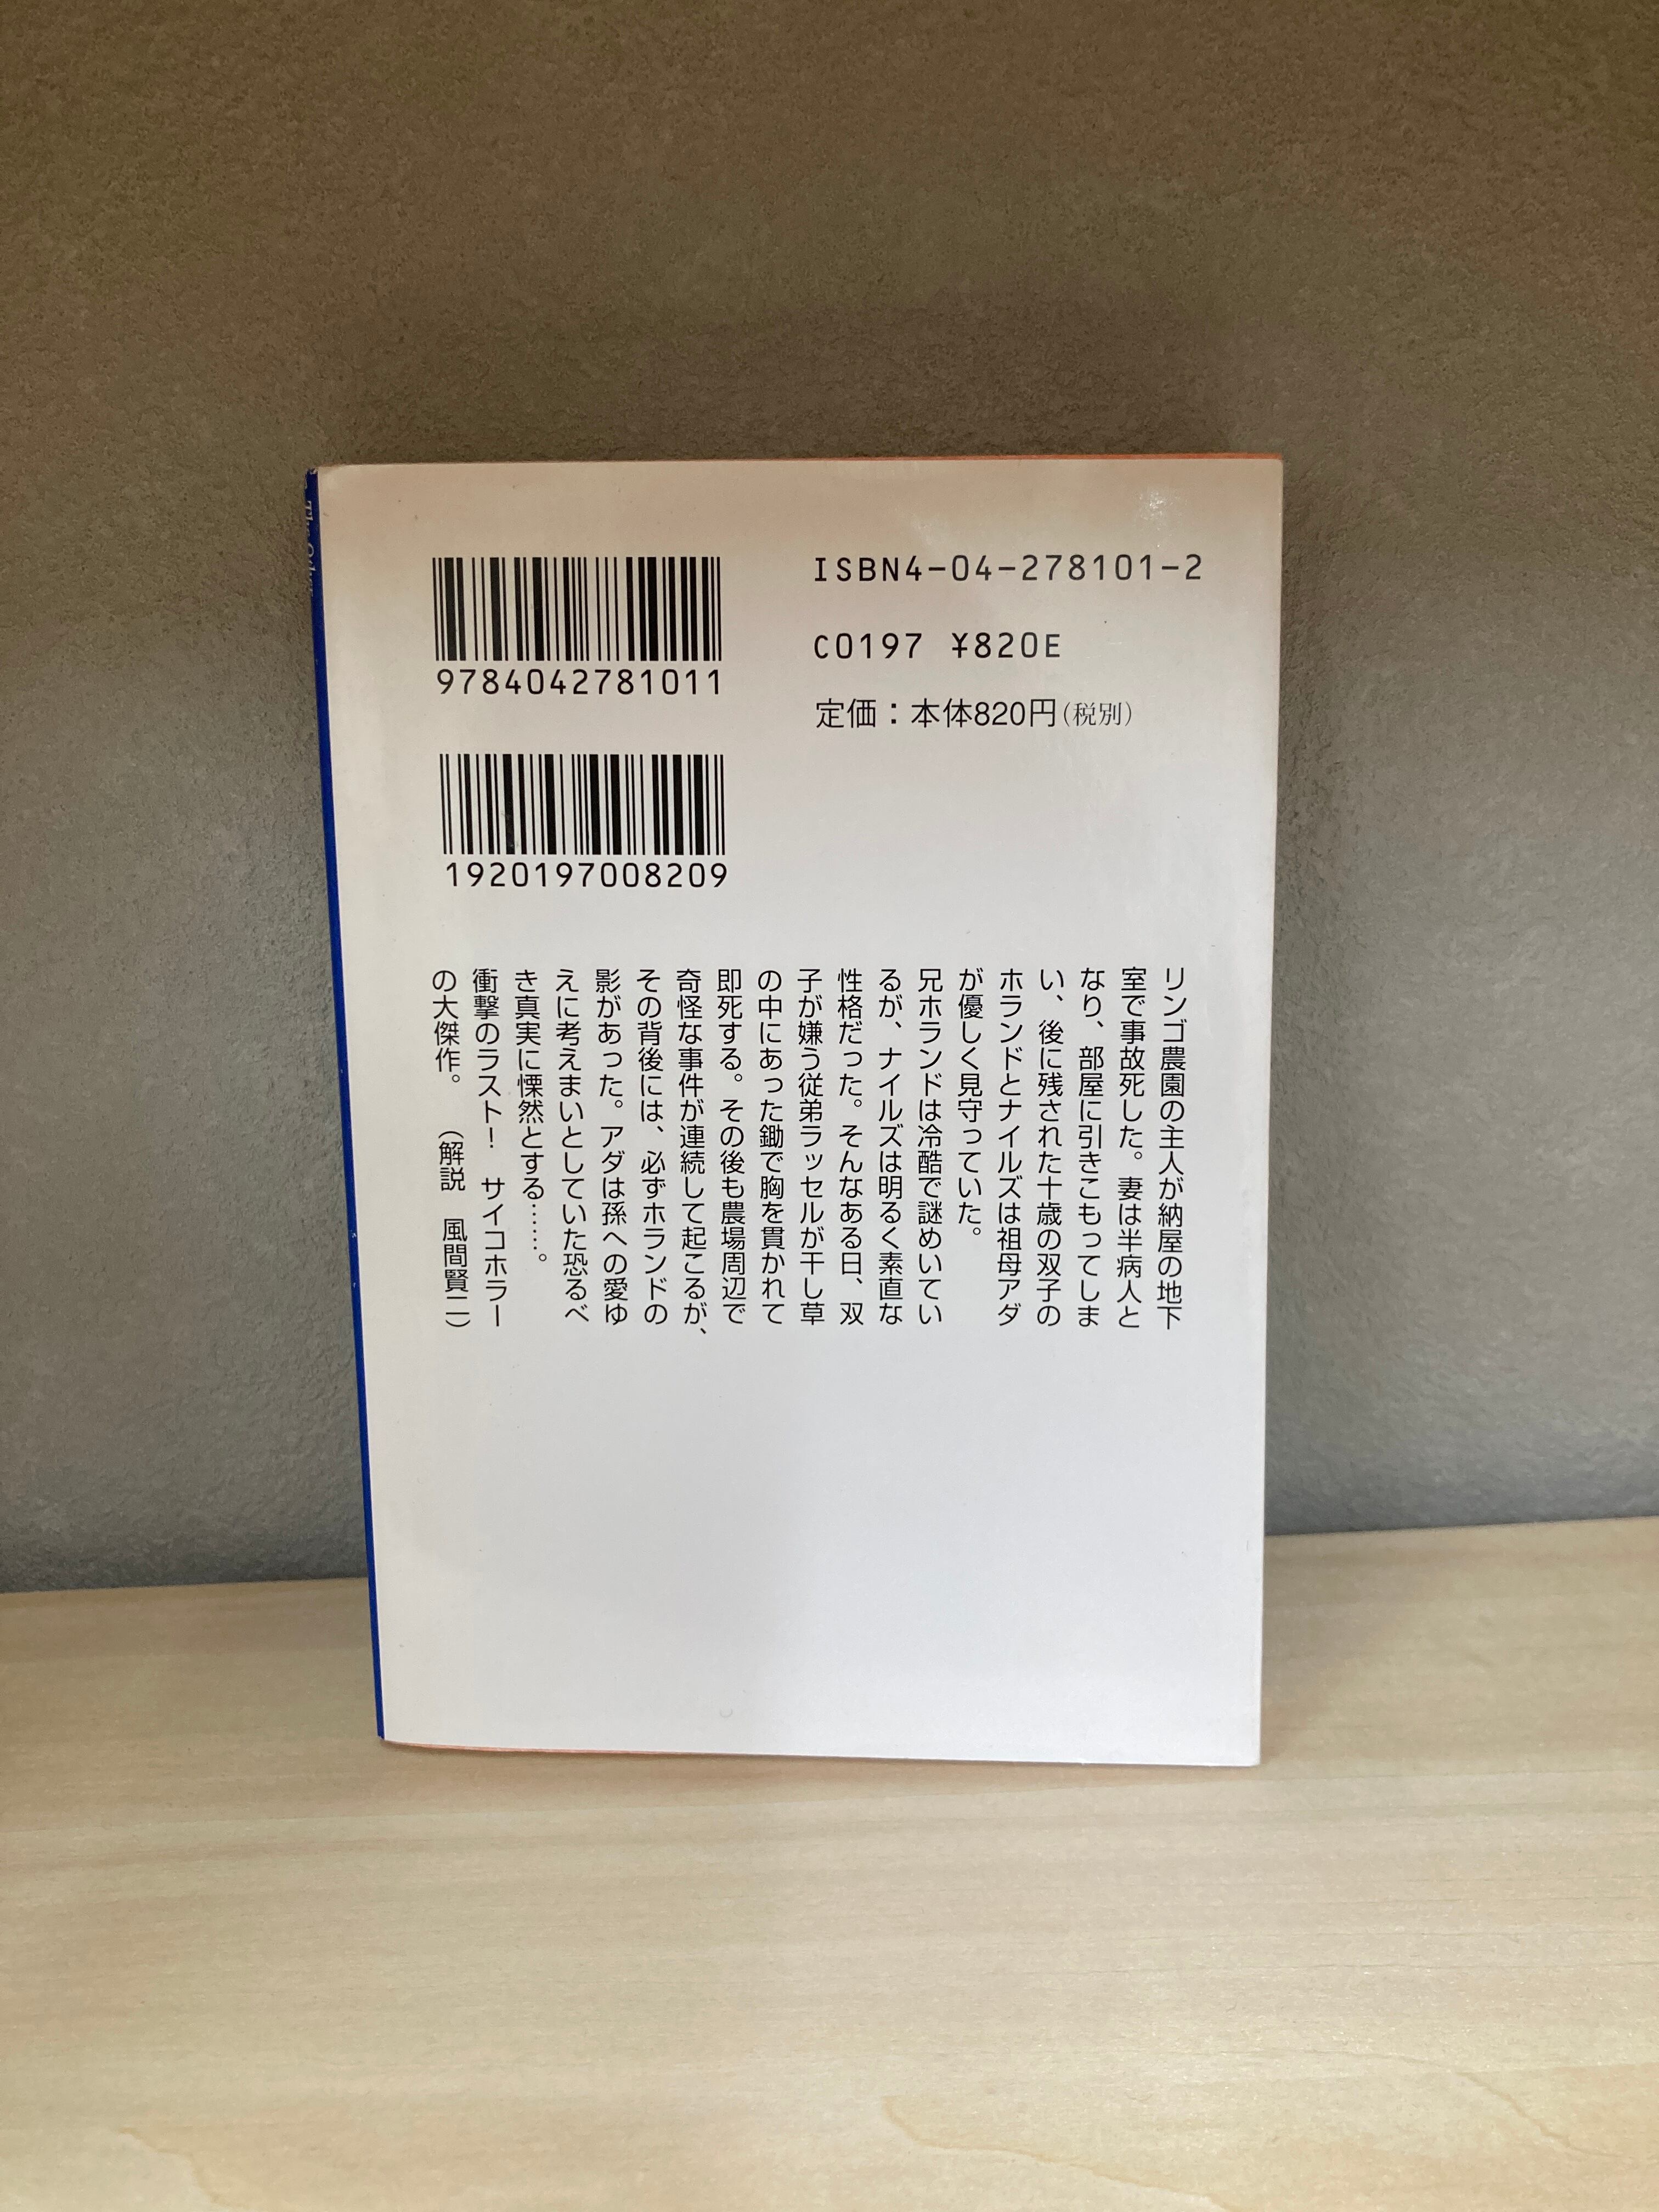 9784042781011
1920197008209
ISBN4-04-278101-2
C0197 ¥820E
定価：本体820円（税別）
リンゴ農園の主人が納屋の地下
室で事故死した。妻は半病人と
なり、部屋に引きこもってしま
い、後に残された十歳の双子の
ホランドとナイルズは祖母アダ
が優しく見守っていた。
兄ホランドは冷酷で謎めいてい
るが、ナイルズは明るく素直な
性格だった。そんなある日、双
子が嫌う従弟ラッセルが干し草
の中にあった鋤で胸を貫かれて
即死する。その後も農場周辺で
奇怪な事件が連続して起こるが、
その背後には、必ずホランドの
影があった。アダは孫への愛ゆ
えに考えまいとしていた恐るべ
き真実に慄然とする……。
衝撃のラスト！　サイコホラー
の大傑作。　（解説　風間賢二）